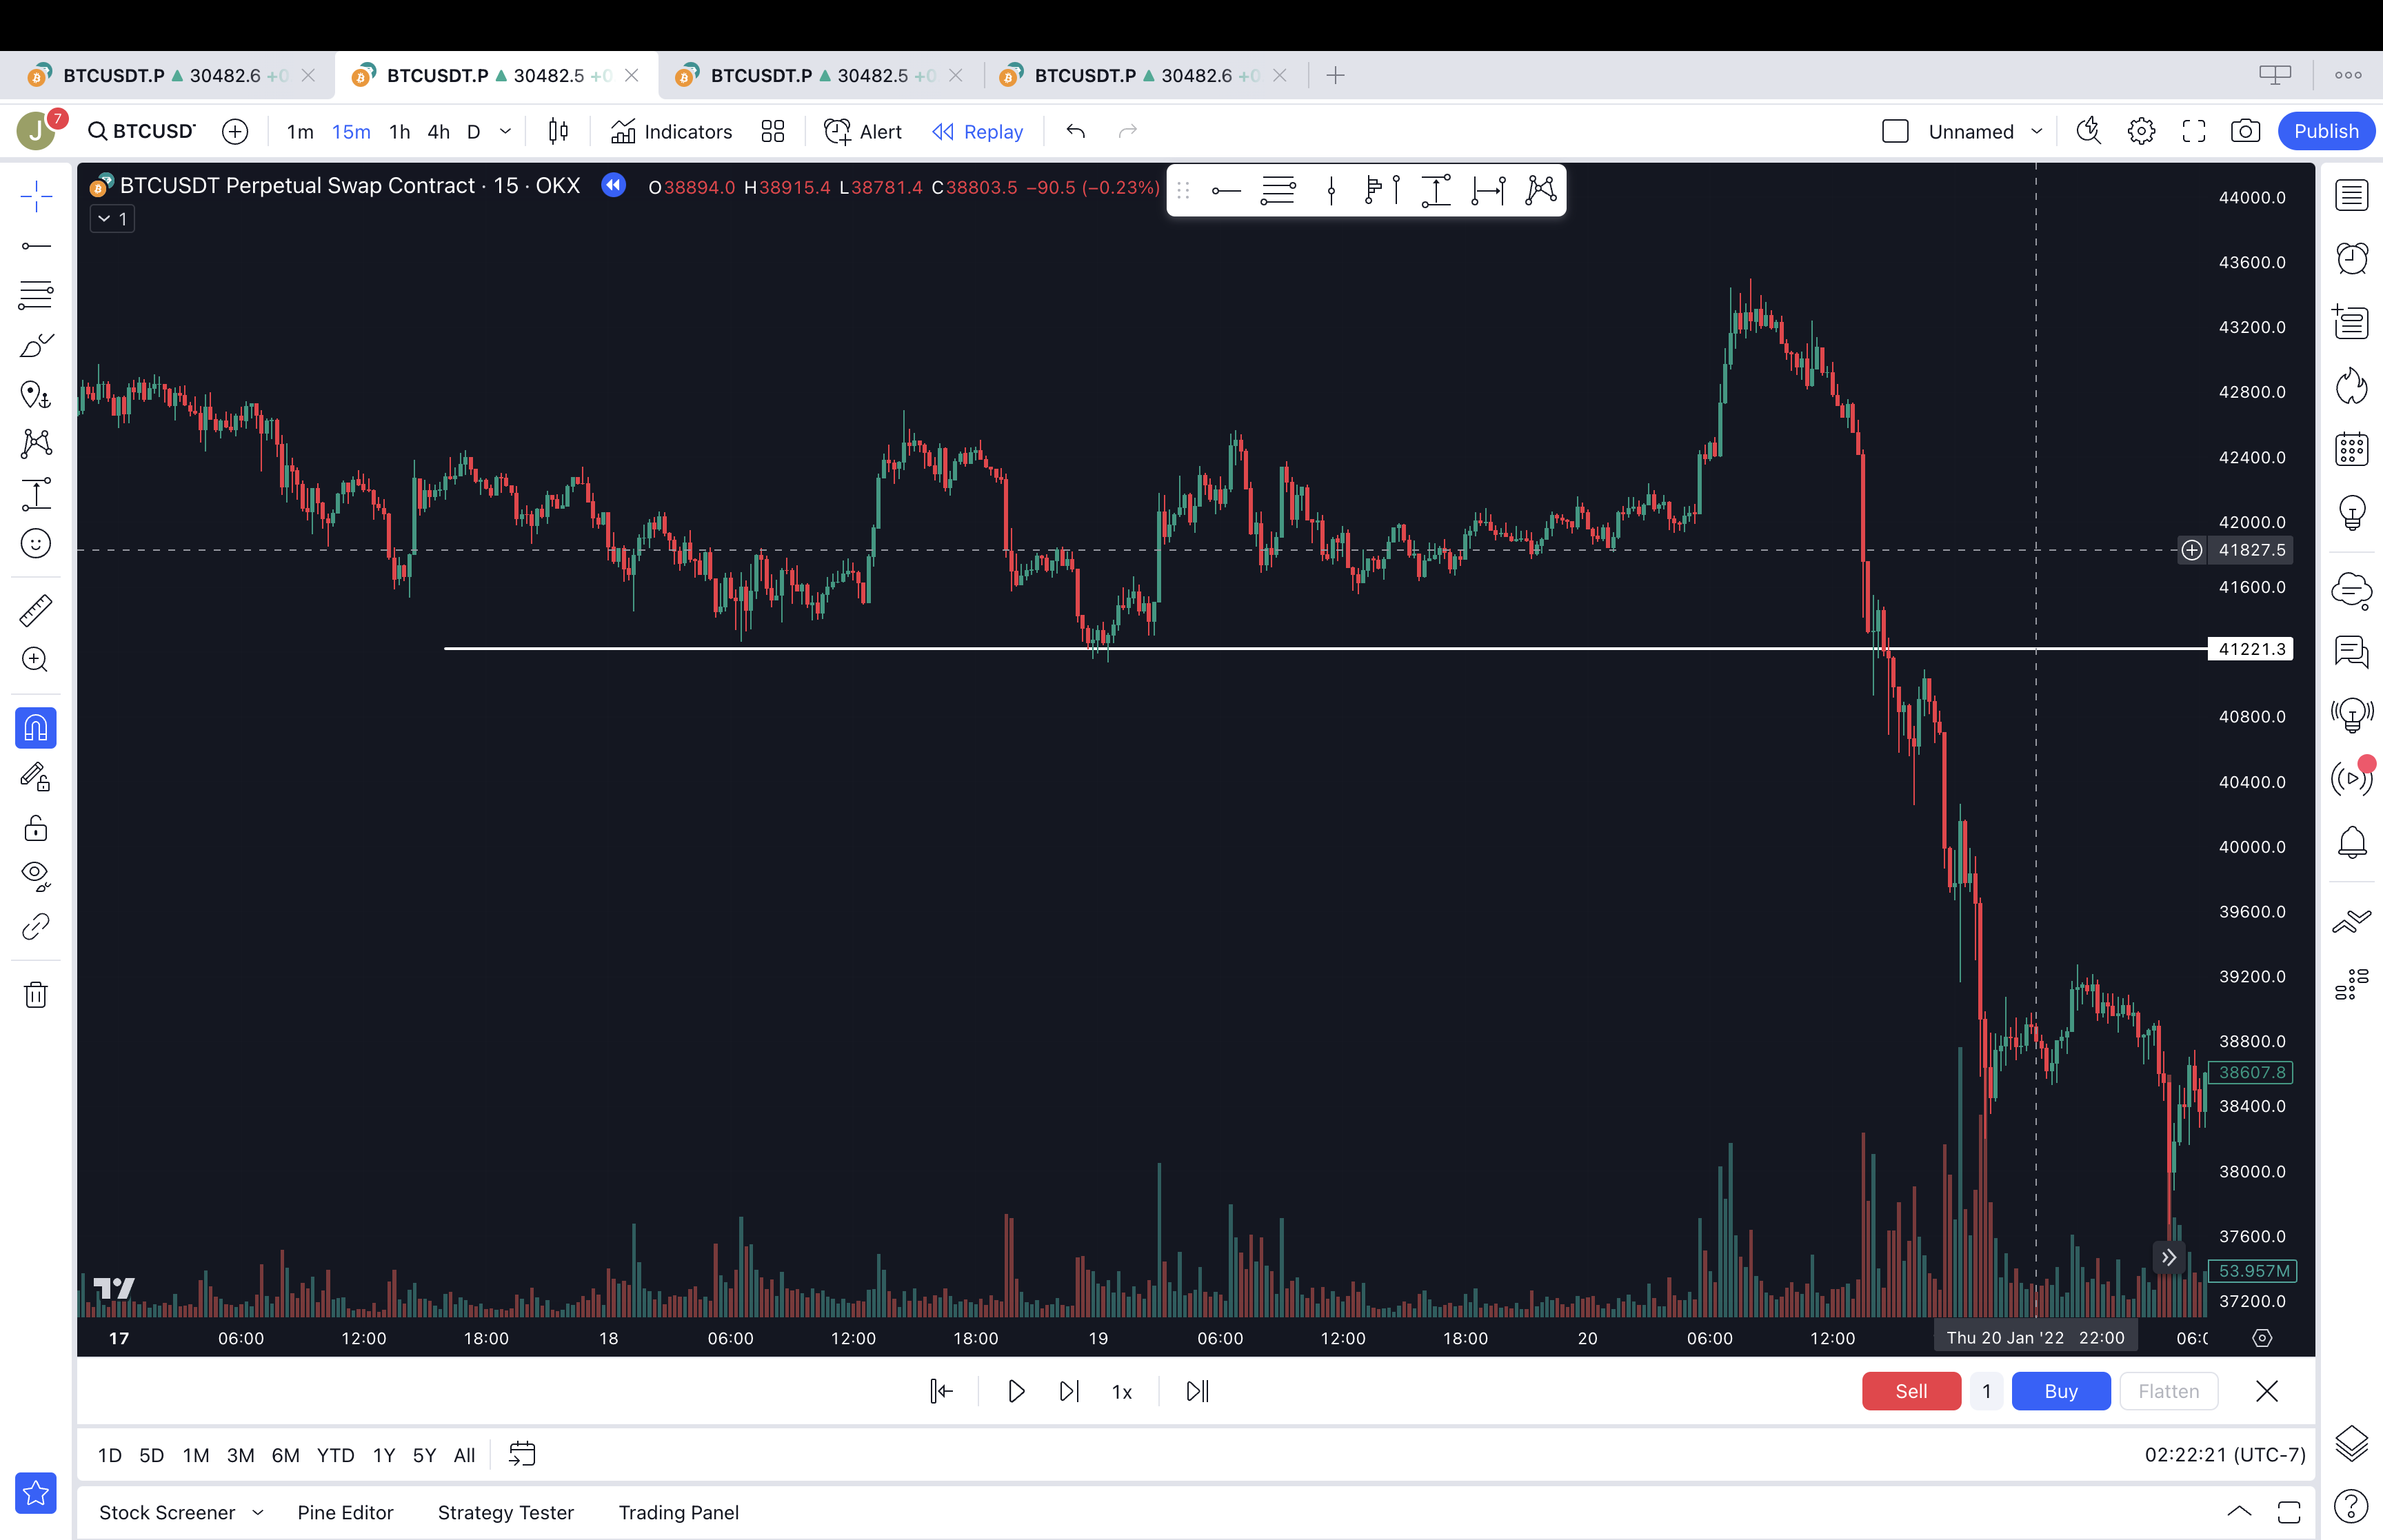 BTCUSDT.P ▲ 30482.6 +0 BTCUSDT.P ▲ 30482.5 +0 BTCUSDT.P ▲ 30482.5 +0 BTCUSDT.P ▲ 30482.6 +0
J 7 BTCUSD 1m 15m 1h 4h D Indicators Alert Replay Unnamed Publish
BTCUSDT Perpetual Swap Contract · 15 · OKX O38894.0 H38915.4 L38781.4 C38803.5 −90.5 (−0.23%)
1
44000.0
43600.0
43200.0
42800.0
42400.0
42000.0
41827.5
41600.0
41221.3
40800.0
40400.0
40000.0
39600.0
39200.0
38800.0
38607.8
38400.0
38000.0
37600.0
53.957M
37200.0
17 06:00 12:00 18:00 18 06:00 12:00 18:00 19 06:00 12:00 18:00 20 06:00 12:00 Thu 20 Jan '22 22:00 06:0
1x Sell 1 Buy Flatten
1D 5D 1M 3M 6M YTD 1Y 5Y All 02:22:21 (UTC-7)
Stock Screener Pine Editor Strategy Tester Trading Panel